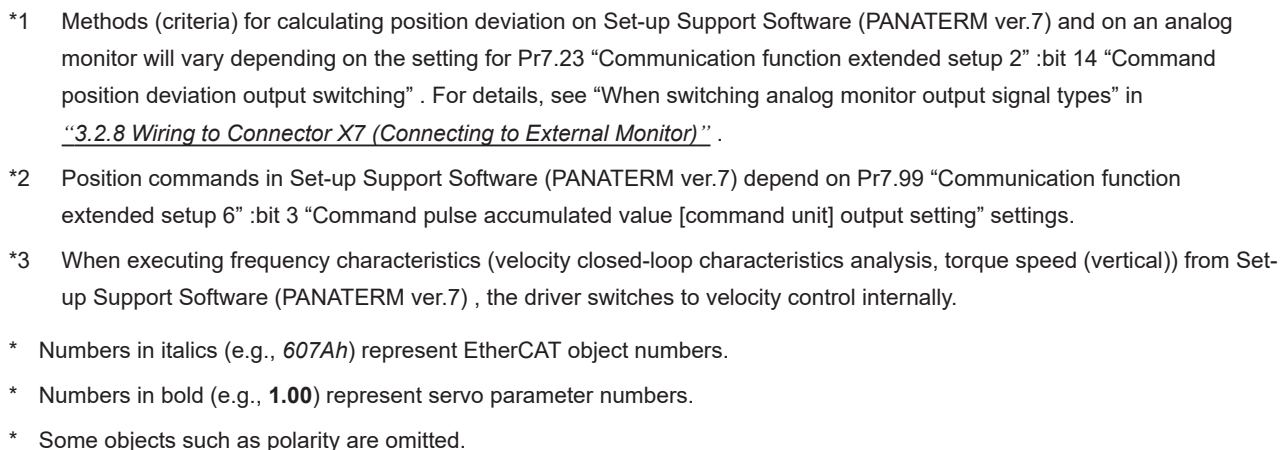 *1 Methods (criteria) for calculating position deviation on Set-up Support Software (PANATERM ver.7) and on an analog
monitor will vary depending on the setting for Pr7.23 “Communication function extended setup 2” :bit 14 “Command
position deviation output switching” . For details, see “When switching analog monitor output signal types” in
“3.2.8 Wiring to Connector X7 (Connecting to External Monitor)” .
*2 Position commands in Set-up Support Software (PANATERM ver.7) depend on Pr7.99 “Communication function
extended setup 6” :bit 3 “Command pulse accumulated value [command unit] output setting” settings.
*3 When executing frequency characteristics (velocity closed-loop characteristics analysis, torque speed (vertical)) from Set-
up Support Software (PANATERM ver.7) , the driver switches to velocity control internally.
* Numbers in italics (e.g., 607Ah) represent EtherCAT object numbers.
* Numbers in bold (e.g., 1.00) represent servo parameter numbers.
* Some objects such as polarity are omitted.